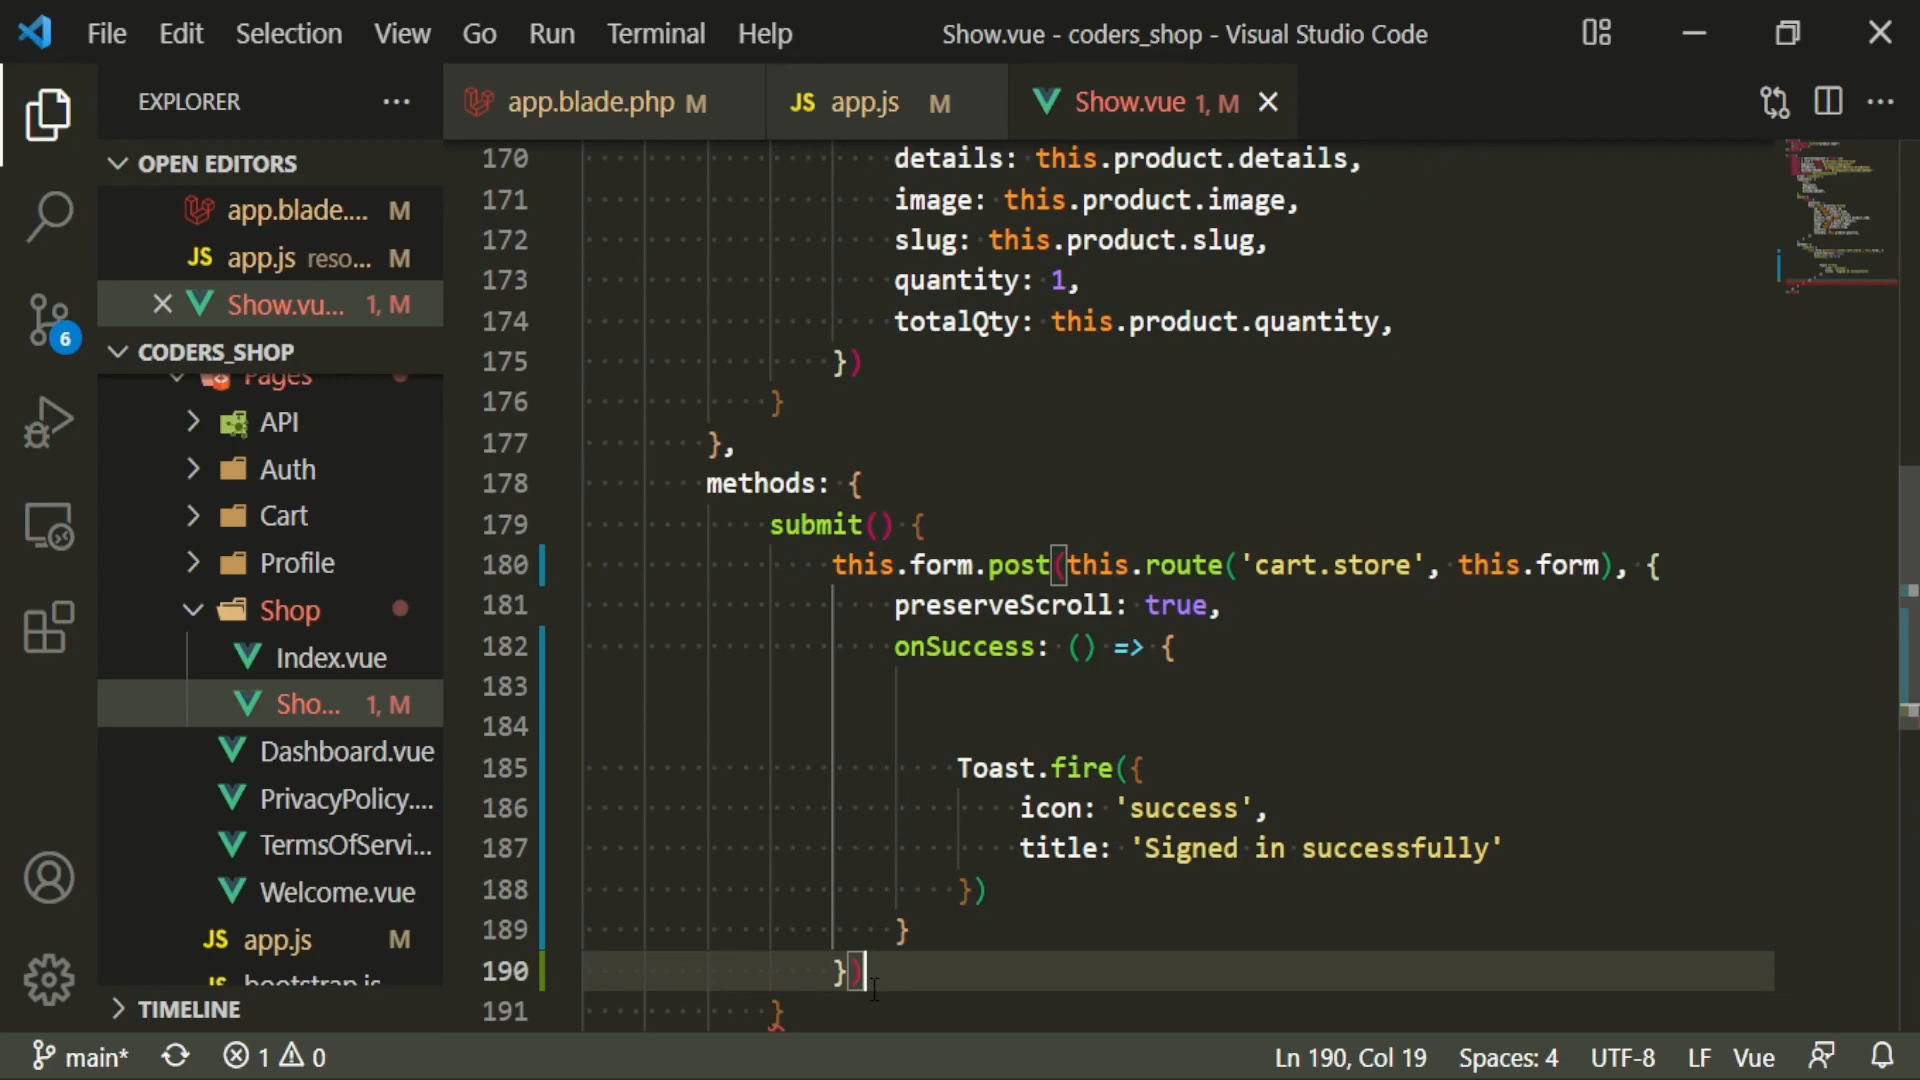 File Edit Selection View Go Run Terminal Help Show.vue - coders_shop - Visual Studio Code
EXPLORER ...
app.blade.php M
JS app.js M
Show.vue 1, M
OPEN EDITORS
app.blade.... M
JS app.js reso... M
Show.vu... 1, M
6
CODERS_SHOP
Pages
API
Auth
Cart
Profile
Shop
Index.vue
Sho... 1, M
Dashboard.vue
PrivacyPolicy....
TermsOfServi...
Welcome.vue
JS app.js M
JS bootstrap.js
TIMELINE
170 details: this.product.details,
171 image: this.product.image,
172 slug: this.product.slug,
173 quantity: 1,
174 totalQty: this.product.quantity,
175 })
176 }
177 },
178 methods: {
179 submit() {
180 this.form.post(this.route('cart.store', this.form), {
181 preserveScroll: true,
182 onSuccess: () => {
183
184
185 Toast.fire({
186 icon: 'success',
187 title: 'Signed in successfully'
188 })
189 }
190 })
191 }
main* 1 0 Ln 190, Col 19 Spaces: 4 UTF-8 LF Vue